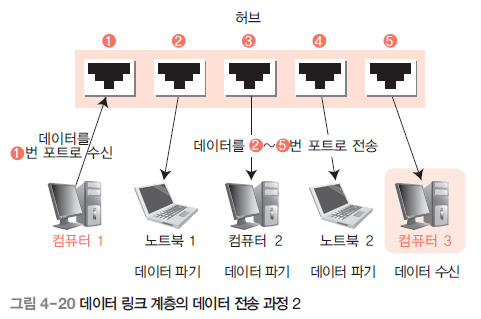 허브
1 2 3 4 5
데이터를
1번 포트로 수신
데이터를 2~5번 포트로 전송
컴퓨터 1 노트북 1 컴퓨터 2 노트북 2 컴퓨터 3
데이터 파기 데이터 파기 데이터 파기 데이터 수신
그림 4-20 데이터 링크 계층의 데이터 전송 과정 2